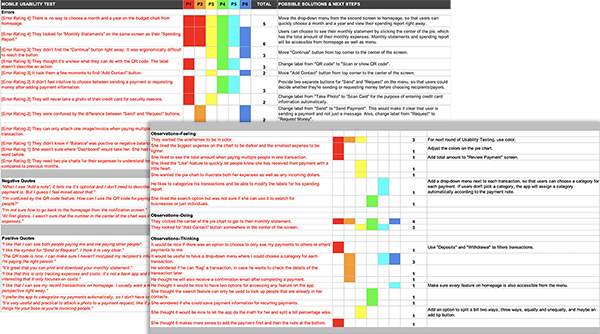 MOBILE USABILITY TEST P1 P2 P3 P4 P5 P6 TOTAL POSSIBLE SOLUTIONS & NEXT STEPS
Errors
[Error Rating 4] There is no way to choose a month and a year on the budget chart from 5 Move the drop-down menu from the second screen to homepage, so that users can
homepage. quickly choose a month and year and view their spending report right away.
[Error Rating 4] They looked for "Monthly Statements" on the same screen as their "Spending 6 Users can choose to see their monthly statement by clicking the center of the pie, which
Report." has the total amount of their monthly expenses. Monthly statements and spending report
will be accessible from homepage as well as menu.
[Error Rating 3] They didn't find the "Continue" button right away. It was ergonomically difficult Move "Continue" button from top corner to the center of the screen.
to reach the button. 3
[Error Rating 3] They thought it's unclear what they can do with the QR code. The label Change label from "QR code" to "Scan or show QR code".
doesn't describe an action. 3
[Error Rating 3] It took them a few moments to find "Add Contact" button. 2 Move "Add Contact" button from top corner to the center of the screen.
[Error Rating 2] It didn't feel intuitive to choose between sending a payment or requesting 4 Provide two separate buttons for "Send" and "Request" on the menu, so that users could
money after adding payment information. decide whether they're sending or requesting money before choosing recipients/payors.
[Error Rating 2] They will never take a photo of their credit card for security reasons. 2 Change label from "Take Photo" to "Scan Card" for the purpose of entering credit card
information automatically.
[Error Rating 2] They were confused by the difference between "Send" and "Request" buttons. 2 Change label from "Send" to "Send Payment". This would make it clear that user is
sending a payment and not just a message. Also, change label from "Request" to
"Request Money".
[Error Rating 2] They can only attach one image/invoice when paying multiple
transactions.
[Error Rating 2] They didn't know if "Balance" was positive or negative balance
[Error Rating 2] She wasn't sure where "Dashboard" would take her. She had
word before.
[Error Rating 2] They need two pie charts for their expenses to understand
compared to previous months.
Negative Quotes
"When I use "Add a note", it tells me it's optional and I don't need to describe
payment is. But I guess I feel mixed about that."
"I'm confused by the QR code feature. How can I use the QR code for paying
people?"
"I'm not sure how to go back to the homepage from the notification screen."
"At first glance, I wasn't sure that the number in the center of the chart was
expenses."
Positive Quotes
"I like that I can see both people paying me and me paying other people"
"I like the symbol for "Send or Request". I think it is very clear."
"The QR code is nice. I can make sure I haven't mistyped the recipient's info
I'm paying the right person."
"It's great that you can print and download your monthly statement."
"I like that this is only tracking expenses and costs. It's not a bank app and
interesting that it only focuses on costs."
"I like that I can see my recent transactions on homepage. I usually want a
perspective right away."
"I prefer the app to categorize my payments automatically, so I don't have
"It's very useful and practical to attach a photo to a payment request, like if
things for your boss or you're invoicing people."
Observations-Feeling
They wanted the wireframes to be in color. 3 For next round of Usability Testing, use color.
She liked the biggest expense on the chart to be darker and the smallest expense to be 1 Adjust the colors on the pie chart.
lighter.
She liked to see the total amount when paying multiple people in one transaction. 1 Add total amount to "Review Payment" screen.
She liked the "Like" feature to quickly let people know she has received their payment with
a little heart. 1
She wanted the pie chart to illustrate both her expenses as well as any incoming dollars. 1
He likes to categorize his transactions and be able to modify the labels for his spending Add a drop-down menu next to each transaction, so that users can choose a category for
report. each payment. If users don't pick a category, the app will assign a category
1 automatically according to the payment rate.
She liked the search option but was not sure if she can use it to search for
businesses or just individuals. 1
Observations-Doing
They clicked the center of the pie chart to get to their monthly statement. 4
They looked for "Add Contact" button somewhere in the center of the screen. 3
Observations-Thinking
It would be nice if there was an option to choose to only see my payments to others or others Use "Deposits" and "Withdrawal" to filter transactions.
payments to me. 1
It would be useful to have a drop-down menu where I could choose a category for each
transaction. 3
He wondered if he can "flag" a transaction, in case he wants to check the details of the
transaction later. 1
He thought he will also receive a confirmation email after completing a payment. 1
He thought it would be nice to have two options for accessing any feature on the app. 1 Make sure every feature on homepage is also accessible from the menu.
She thought the search feature can only be used to look up people that are already in her
contacts. 1
She wondered if she could save payment information for recurring payments. 1
She thought it would be nice to let the app do the math for her and split a bill percentage wise. Add an option to split a bill two ways, three ways, equally and unequally, and maybe an
1 add tip button.
She thought it makes more sense to add the payment first and then the note at the bottom. 1